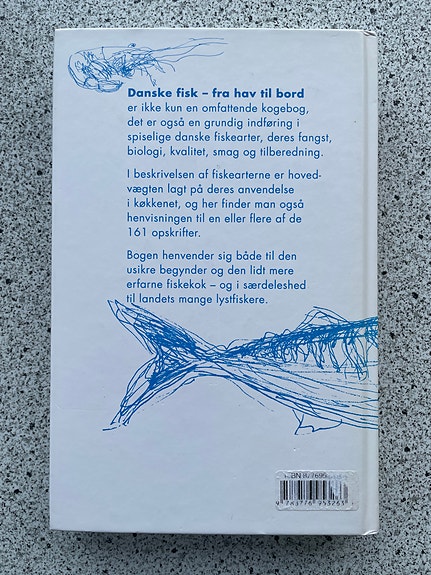 Danske fisk – fra hav til bord
er ikke kun en omfattende kogebog,
det er også en grundig indføring i
spiselige danske fiskearter, deres fangst,
biologi, kvalitet, smag og tilberedning.
I beskrivelsen af fiskearterne er hoved-
vægten lagt på deres anvendelse
i køkkenet, og her finder man også
henvisningen til en eller flere af de
161 opskrifter.
Bogen henvender sig både til den
usikre begynder og den lidt mere
erfarne fiskekok – og i særdeleshed
til landets mange lystfiskere.